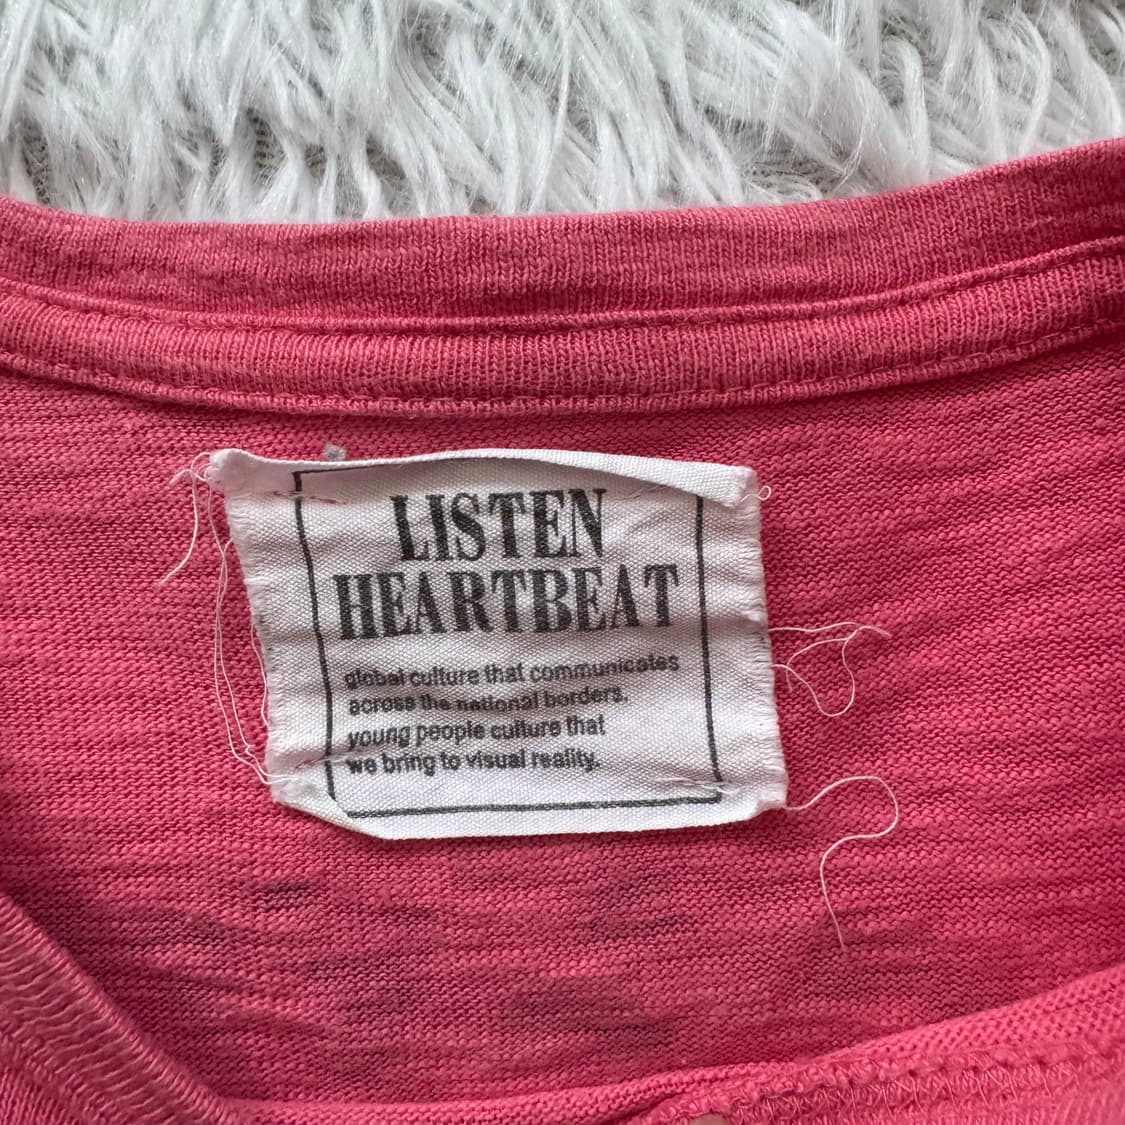 LISTEN
HEARTBEAT
global culture that communicates
across the national borders.
young people culture that
we bring to visual reality.